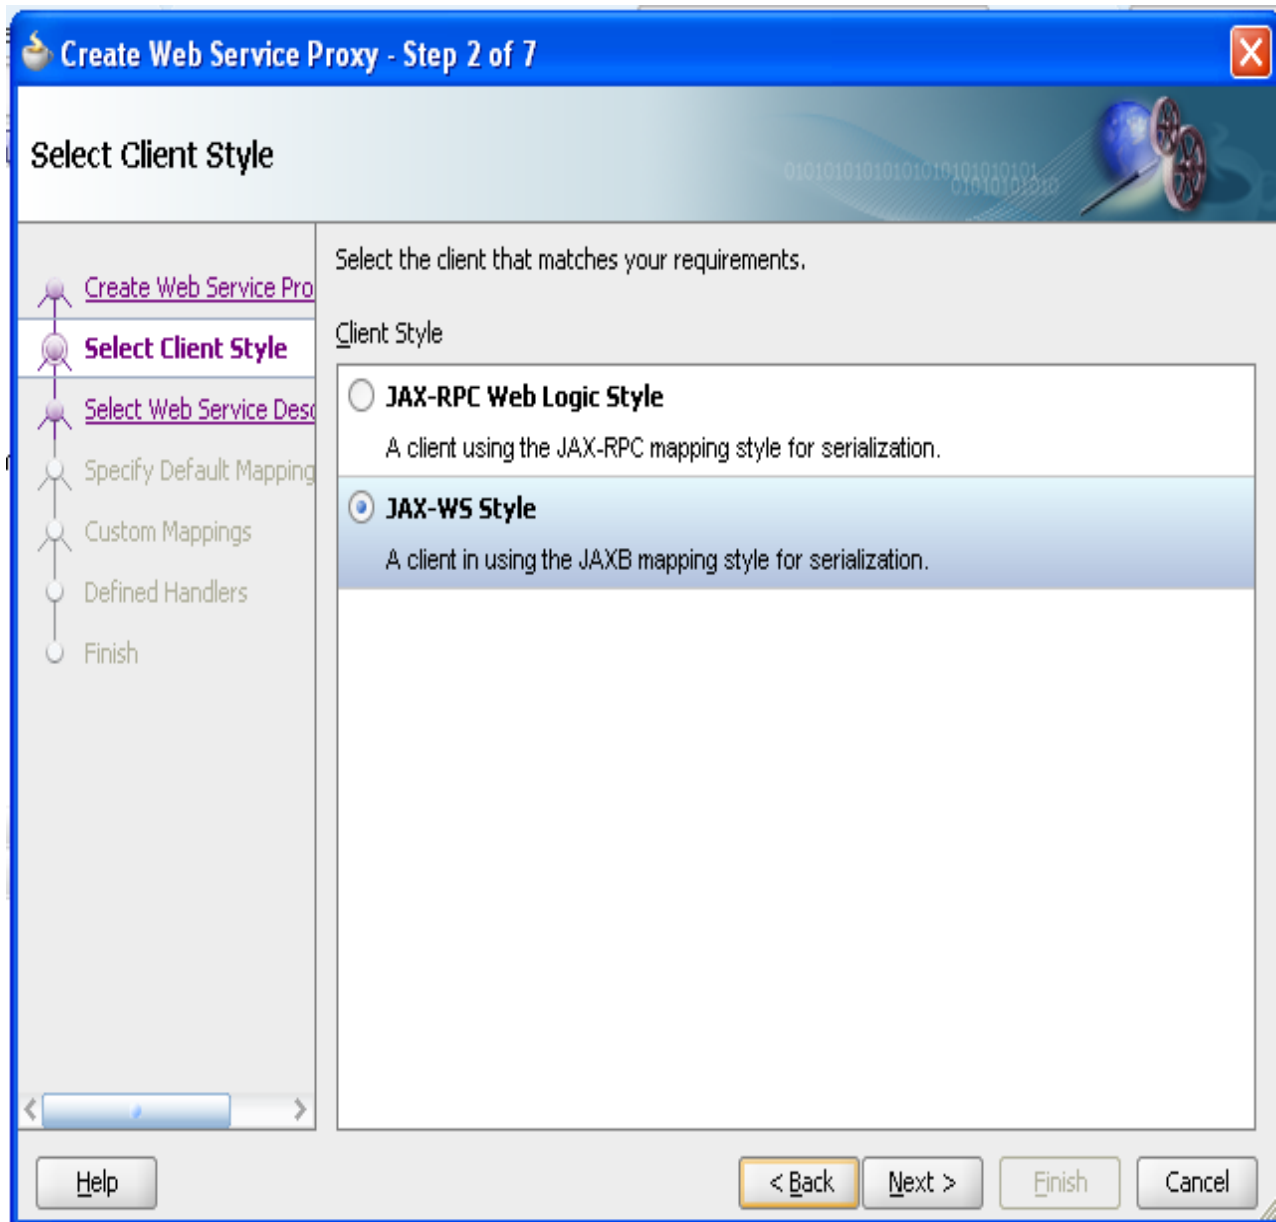 Create Web Service Proxy - Step 2 of 7
Select Client Style
010101010101010101010101
01010101010
Create Web Service Pro
Select Client Style
Select Web Service Desc
Specify Default Mapping
Custom Mappings
Defined Handlers
Finish
Select the client that matches your requirements.
Client Style
JAX-RPC Web Logic Style
A client using the JAX-RPC mapping style for serialization.
JAX-WS Style
A client in using the JAXB mapping style for serialization.
Help
< Back
Next >
Finish
Cancel